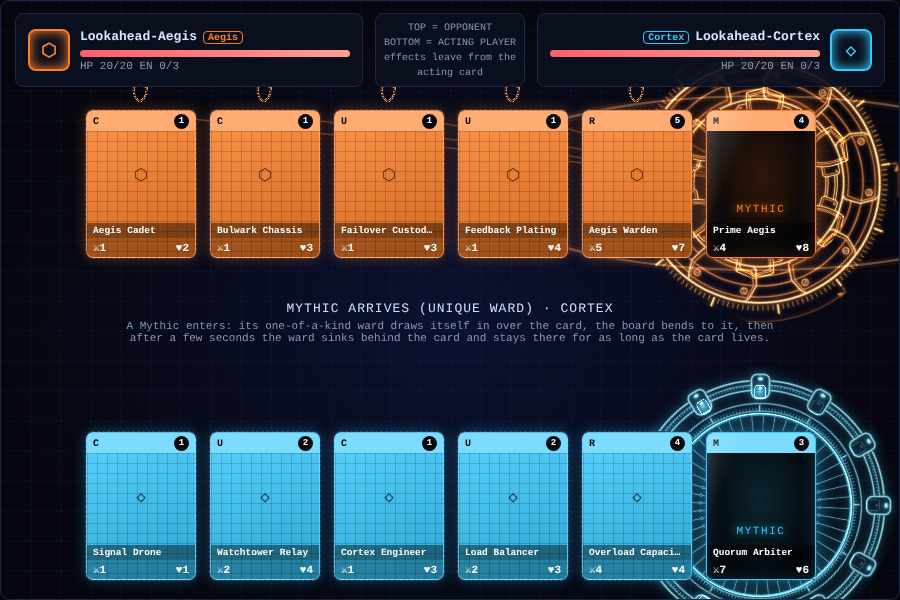 Lookahead-Aegis Aegis
HP 20/20 EN 0/3
TOP = OPPONENT
BOTTOM = ACTING PLAYER
effects leave from the
acting card
Cortex Lookahead-Cortex
HP 20/20 EN 0/3
C 1
Aegis Cadet
⚔1 ♥2
C 1
Bulwark Chassis
⚔1 ♥3
U 1
Failover Custod…
⚔1 ♥3
U 1
Feedback Plating
⚔1 ♥4
R 5
Aegis Warden
⚔5 ♥7
M 4
MYTHIC
Prime Aegis
⚔4 ♥8
MYTHIC ARRIVES (UNIQUE WARD) · CORTEX
A Mythic enters: its one-of-a-kind ward draws itself in over the card, the board bends to it, then
after a few seconds the ward sinks behind the card and stays there for as long as the card lives.
C 1
Signal Drone
⚔1 ♥1
U 2
Watchtower Relay
⚔2 ♥4
C 1
Cortex Engineer
⚔1 ♥3
U 2
Load Balancer
⚔2 ♥3
R 4
Overload Capaci…
⚔4 ♥4
M 3
MYTHIC
Quorum Arbiter
⚔7 ♥6